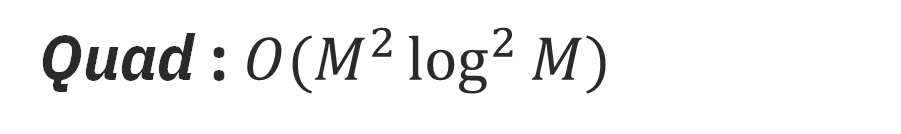 Quad : O(M² log² M)